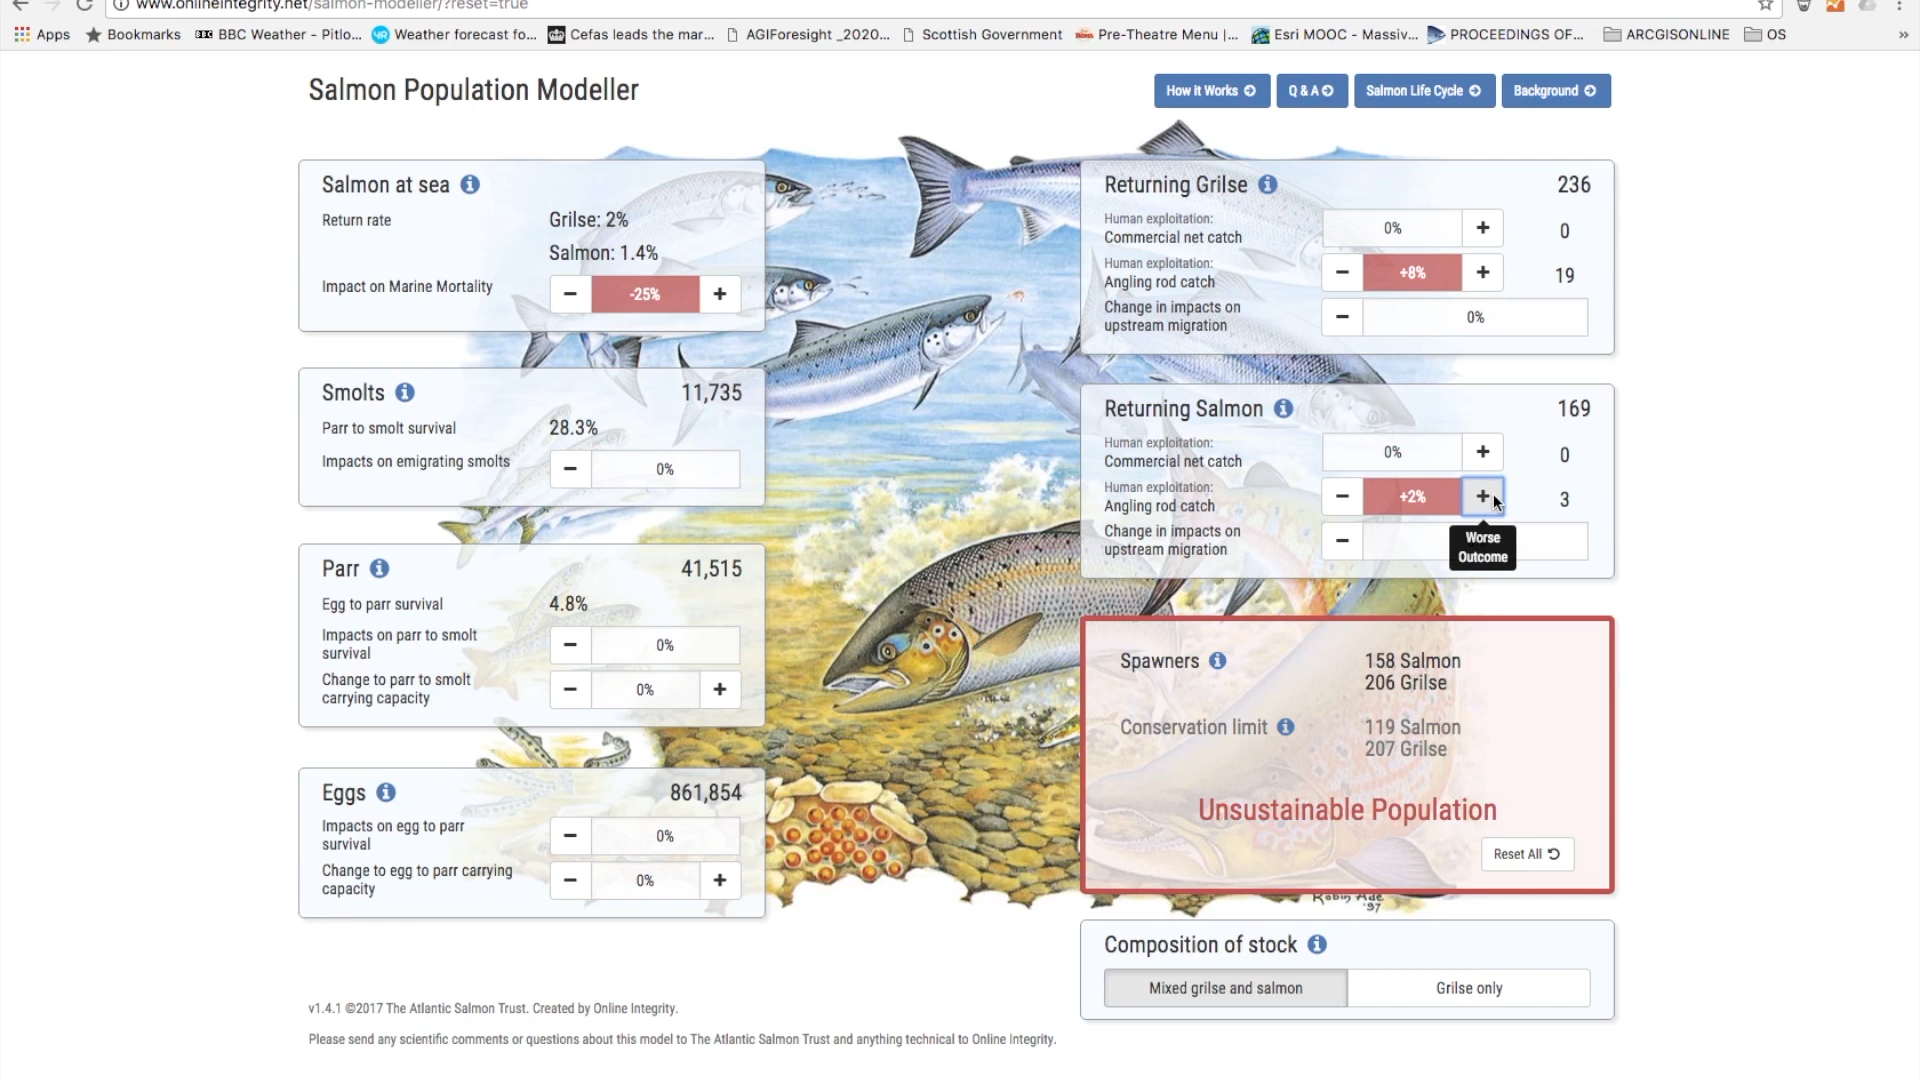 www.onlineintegrity.net/salmon-modeller/?reset=true
Apps Bookmarks BBC BBC Weather - Pitlo... Weather forecast fo... Cefas leads the mar... AGIForesight _2020... Scottish Government Pre-Theatre Menu |... Esri MOOC - Massiv... PROCEEDINGS OF... ARCGISONLINE OS »
Salmon Population Modeller
How it Works Q & A Salmon Life Cycle Background
Salmon at sea
Return rate Grilse: 2%
Salmon: 1.4%
Impact on Marine Mortality − -25% +
Smolts 11,735
Parr to smolt survival 28.3%
Impacts on emigrating smolts − 0%
Parr 41,515
Egg to parr survival 4.8%
Impacts on parr to smolt
survival − 0%
Change to parr to smolt
carrying capacity − 0% +
Eggs 861,854
Impacts on egg to parr
survival − 0%
Change to egg to parr carrying
capacity − 0% +
Returning Grilse 236
Human exploitation:
Commercial net catch 0% + 0
Human exploitation:
Angling rod catch − +8% + 19
Change in impacts on
upstream migration − 0%
Returning Salmon 169
Human exploitation:
Commercial net catch 0% + 0
Human exploitation:
Angling rod catch − +2% + 3
Change in impacts on
upstream migration −
Worse
Outcome
Spawners 158 Salmon
206 Grilse
Conservation limit 119 Salmon
207 Grilse
Unsustainable Population
Reset All
Robin Ade
'97
Composition of stock
Mixed grilse and salmon Grilse only
v1.4.1 ©2017 The Atlantic Salmon Trust. Created by Online Integrity.
Please send any scientific comments or questions about this model to The Atlantic Salmon Trust and anything technical to Online Integrity.